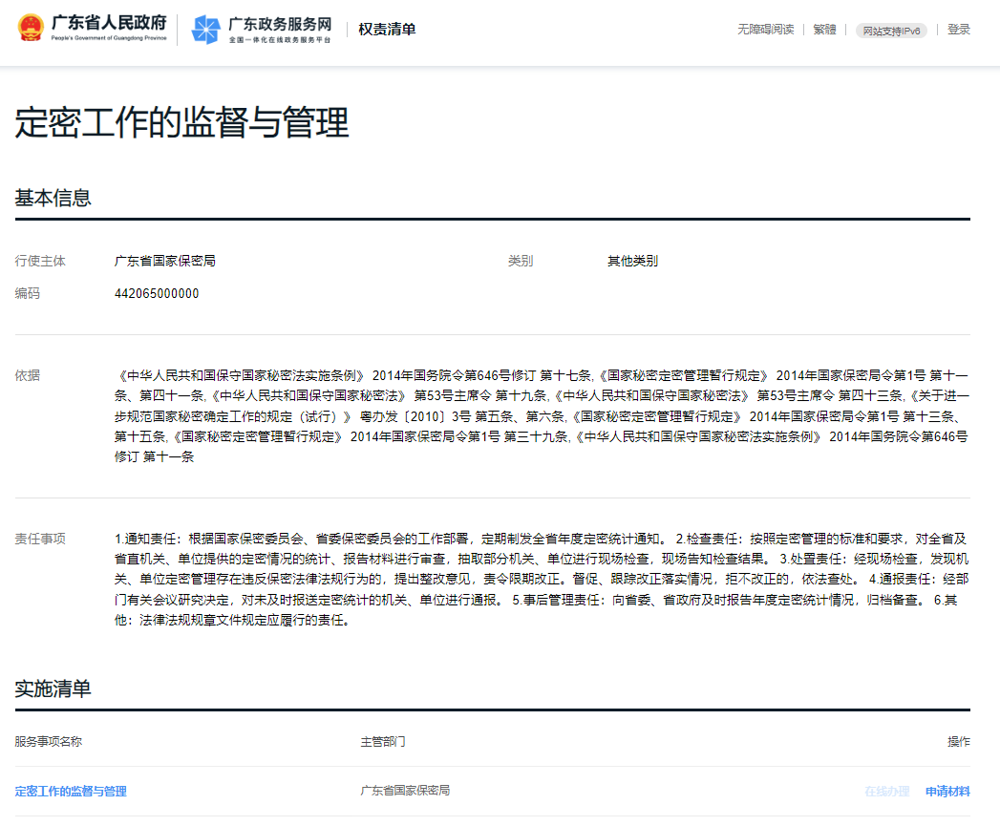 广东省人民政府
People's Government of Guangdong Province
广东政务服务网
全国一体化在线政务服务平台
权责清单
无障碍阅读
繁體
网站支持IPv6
登录
定密工作的监督与管理
基本信息
行使主体 广东省国家保密局 类别 其他类别
编码 442065000000
依据 《中华人民共和国保守国家秘密法实施条例》 2014年国务院令第646号修订 第十七条,《国家秘密定密管理暂行规定》 2014年国家保密局令第1号 第十一
条、第四十一条,《中华人民共和国保守国家秘密法》 第53号主席令 第十九条,《中华人民共和国保守国家秘密法》 第53号主席令 第四十三条,《关于进一
步规范国家秘密确定工作的规定（试行）》 粤办发〔2010〕3号 第五条、第六条,《国家秘密定密管理暂行规定》 2014年国家保密局令第1号 第十三条、
第十五条,《国家秘密定密管理暂行规定》 2014年国家保密局令第1号 第三十九条,《中华人民共和国保守国家秘密法实施条例》 2014年国务院令第646号
修订 第十一条
责任事项 1.通知责任：根据国家保密委员会、省委保密委员会的工作部署，定期制发全省年度定密统计通知。 2.检查责任：按照定密管理的标准和要求，对全省及
省直机关、单位提供的定密情况的统计、报告材料进行审查，抽取部分机关、单位进行现场检查，现场告知检查结果。 3.处置责任：经现场检查，发现机
关、单位定密管理存在违反保密法律法规行为的，提出整改意见，责令限期改正。督促、跟踪改正落实情况，拒不改正的，依法查处。 4.通报责任：经部
门有关会议研究决定，对未及时报送定密统计的机关、单位进行通报。 5.事后管理责任：向省委、省政府及时报告年度定密统计情况，归档备查。 6.其
他：法律法规规章文件规定应履行的责任。
实施清单
服务事项名称 主管部门 操作
定密工作的监督与管理 广东省国家保密局 在线办理 申请材料